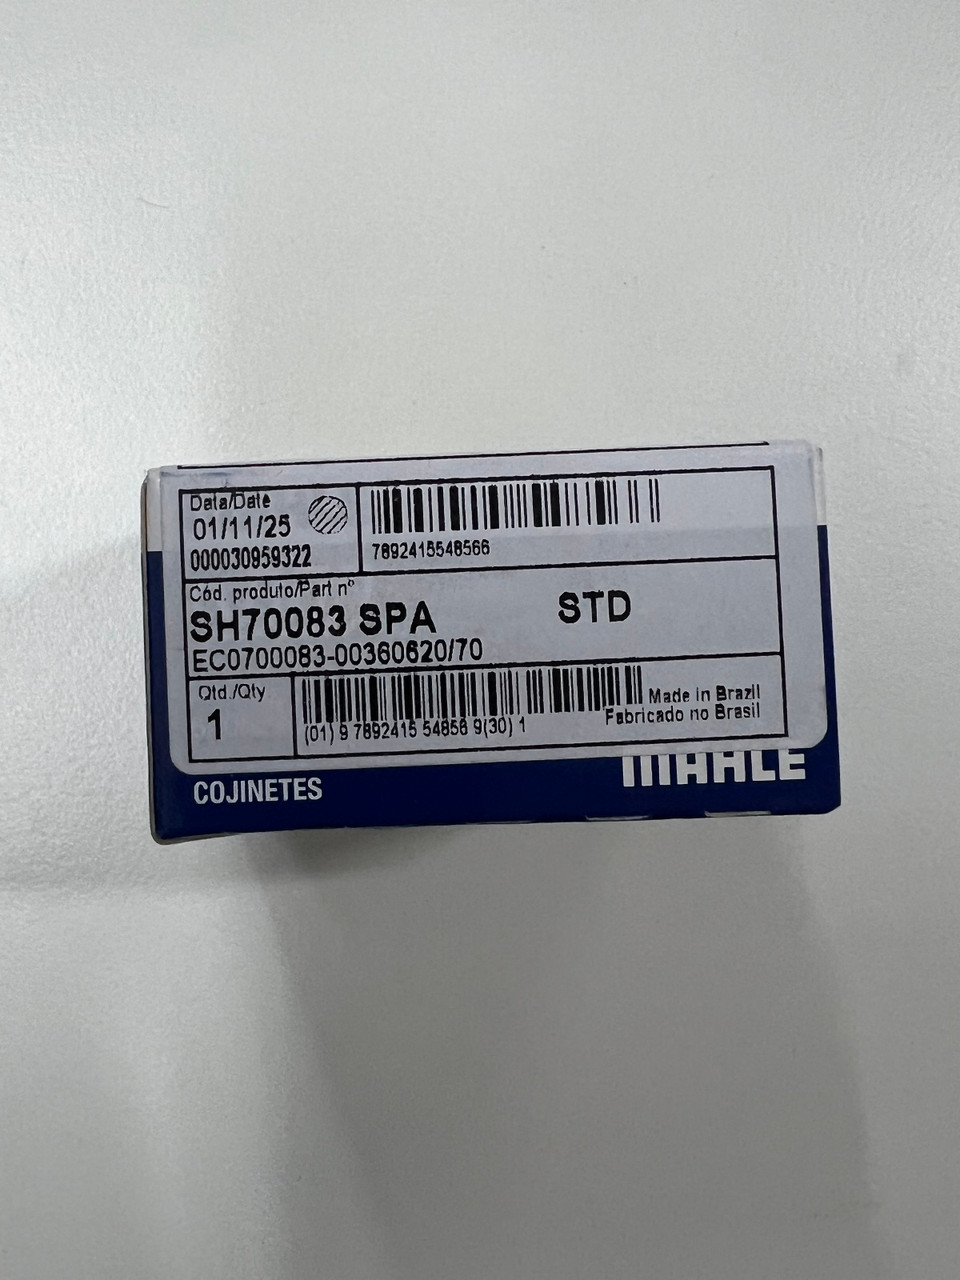 Data/Date
01/11/25
000030959322
7892415548566
Cód. produto/Part nº
SH70083 SPA STD
EC0700083-00360620/70
Qtd./Qty
1
(01) 9 7892415 54856 9(30) 1
Made in Brazil
Fabricado no Brasil
COJINETES
MAHLE